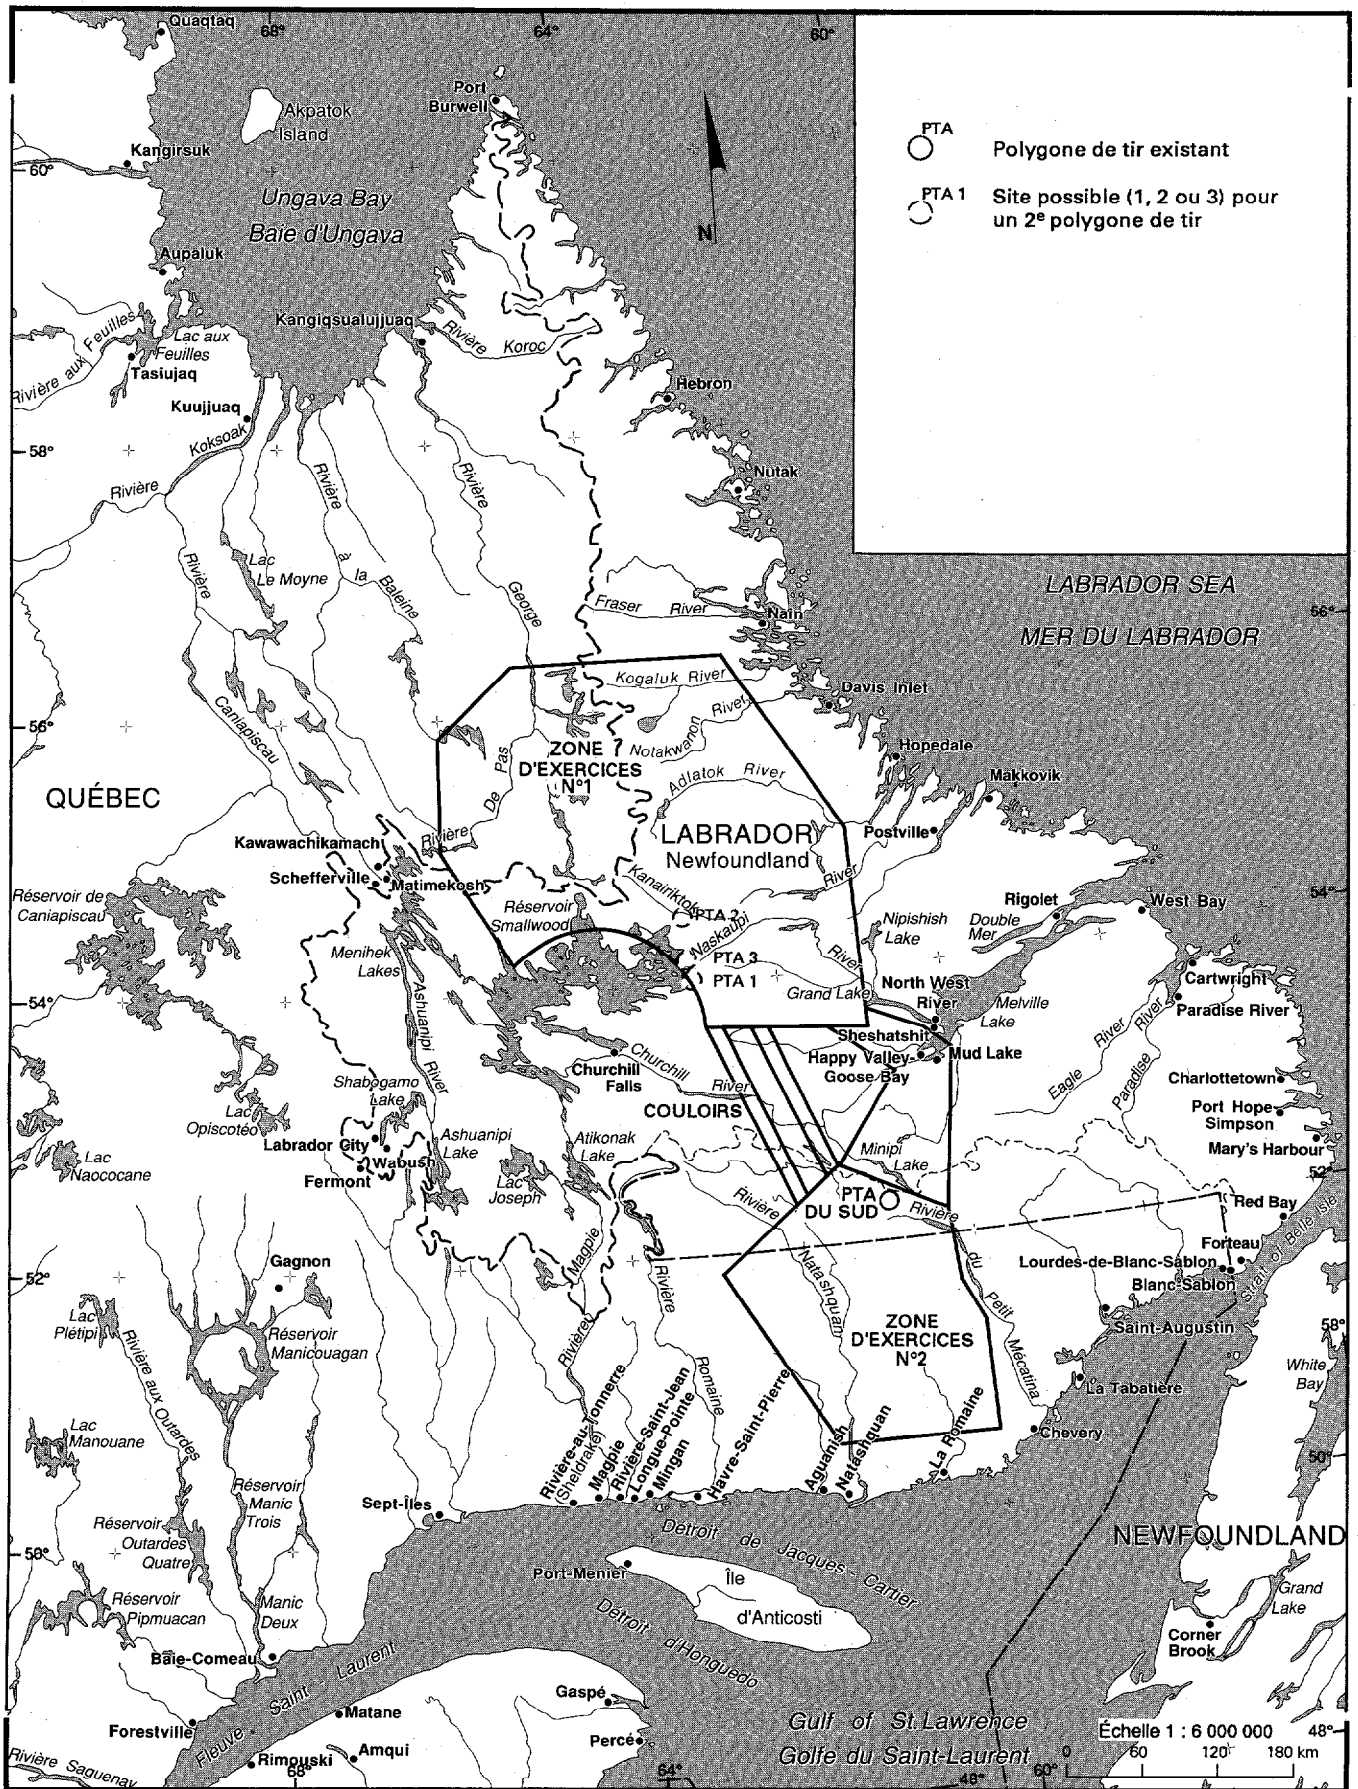 Quaqtaq
68°
64°
60°
Port
Burwell
Akpatok
Island
PTA
Polygone de tir existant
Kangirsuk
60°
Ungava Bay
Baie d'Ungava
PTA 1
Site possible (1, 2 ou 3) pour
un 2e polygone de tir
N
Aupaluk
Kangiqsualujjuaq
Rivière
Koroc
Lac aux
Feuilles
Rivière aux Feuilles
Tasiujaq
Hebron
Kuujjuaq
Koksoak
58°
Rivière
Nutak
Rivière
Rivière
Rivière
Lac
Le Moyne
à
la
Baleine
George
LABRADOR SEA
Fraser River
Nain
56°
MER DU LABRADOR
Kogaluk River
Davis Inlet
56°
Caniapiscau
River
Notakwanon
ZONE
D'EXERCICES
N°1
De Pas
Hopedale
Adlatok River
Makkovik
QUÉBEC
LABRADOR
Newfoundland
Postville
Rivière
Kawawachikamach
Schefferville
Matimekosh
Kanairiktok
River
54°
Réservoir de
Caniapiscau
Réservoir
Smallwood
PTA 2
Rigolet
West Bay
Nipishish
Lake
Double
Mer
Naskaupi
River
Menihek
Lakes
PTA 3
PTA 1
Grand Lake
North West
River
Cartwright
54°
Ashuanipi River
Melville
Lake
Paradise River
Sheshatshit
Happy Valley-
Goose Bay
Mud Lake
Churchill
Falls
Churchill
River
Eagle
River
Paradise
River
Charlottetown
Shabogamo
Lake
COULOIRS
Port Hope
Simpson
Lac
Opiscotéo
Labrador City
Ashuanipi
Lake
Atikonak
Lake
Minipi
Lake
Mary's Harbour
Lac
Naococane
Wabush
Fermont
52°
Lac
Joseph
Rivière
PTA
DU SUD
Rivière
Red Bay
Gagnon
Magpie
Forteau
52°
Lourdes-de-Blanc-Sablon
Blanc-Sablon
Strait of Belle Isle
Natashquan
du
Petit
Mécatina
Rivière
Lac
Plétipi
Rivière aux Outardes
Réservoir
Manicouagan
ZONE
D'EXERCICES
N°2
Saint-Augustin
58°
Rivière
Romaine
White
Bay
La Tabatière
Lac
Manouane
Chevery
50°
Rivière-au-Tonnerre
(Sheldrake)
Magpie
Rivière-Saint-Jean
Longue-Pointe
Mingan
Havre-Saint-Pierre
Aguanish
Natashquan
La Romaine
Réservoir
Manic
Trois
Sept-Îles
Réservoir
Outardes
Quatre
Détroit de Jacques-Cartier
NEWFOUNDLAND
50°
Port-Menier
Île
d'Anticosti
Réservoir
Pipmuacan
Manic
Deux
Détroit d'Honguedo
Grand
Lake
Corner
Brook
Baie-Comeau
Fleuve Saint-Laurent
Gaspé
Forestville
Matane
Gulf of St. Lawrence
Golfe du Saint-Laurent
Échelle 1 : 6 000 000
48°
Percé
Rivière Saguenay
Rimouski
Amqui
0 60 120 180 km
68°
64°
48°
60°